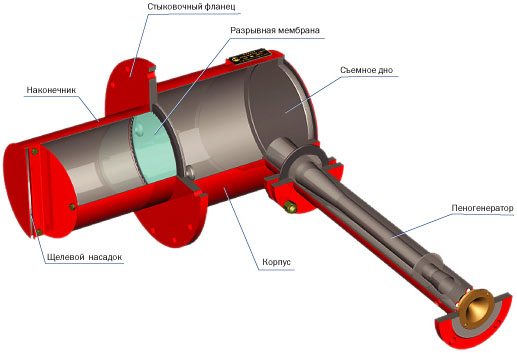 Стыковочный фланец
Разрывная мембрана
Съемное дно
Наконечник
Пеногенератор
Щелевой насадок
Корпус